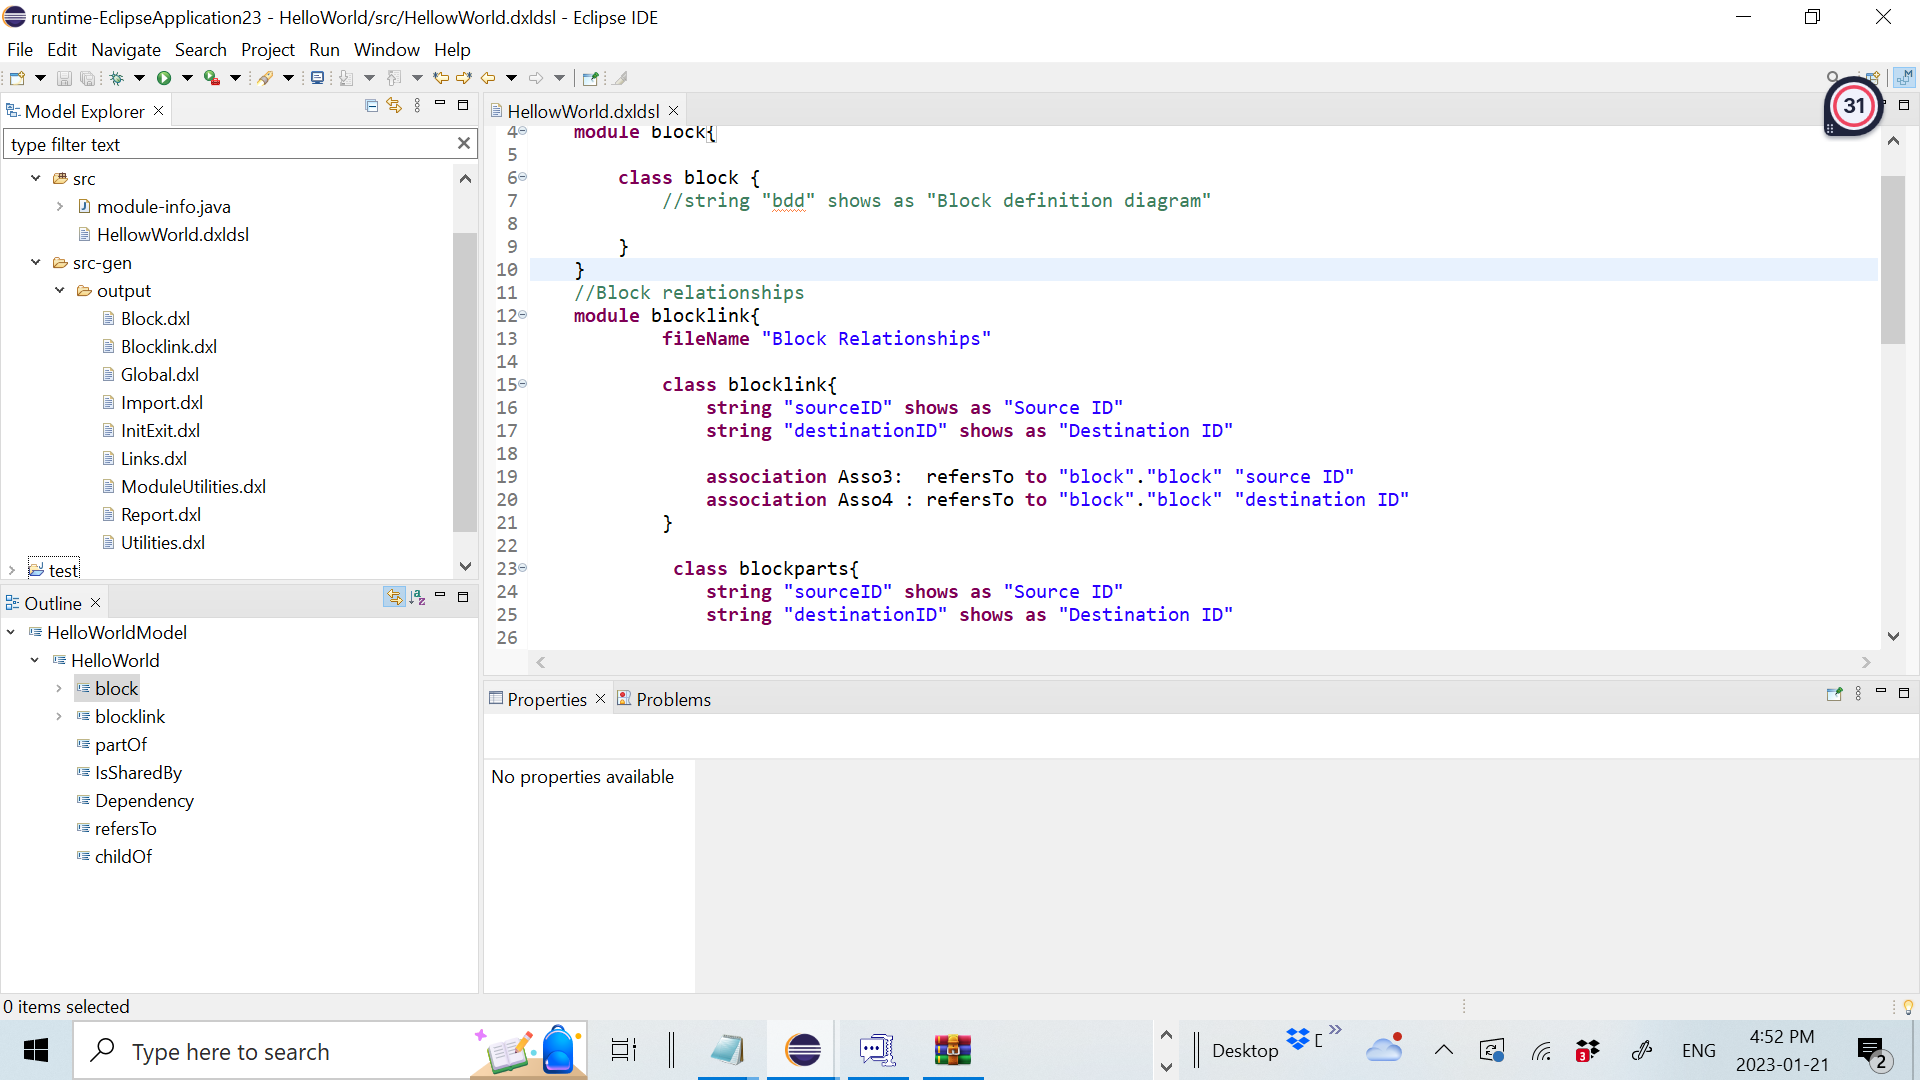 runtime-EclipseApplication23 - HelloWorld/src/HellowWorld.dxldsl - Eclipse IDE
File Edit Navigate Search Project Run Window Help
Model Explorer
type filter text
src
module-info.java
HellowWorld.dxldsl
src-gen
output
Block.dxl
Blocklink.dxl
Global.dxl
Import.dxl
InitExit.dxl
Links.dxl
ModuleUtilities.dxl
Report.dxl
Utilities.dxl
test
Outline
HelloWorldModel
HelloWorld
block
blocklink
partOf
IsSharedBy
Dependency
refersTo
childOf
HellowWorld.dxldsl
31
4 module block{
5
6 class block {
7 //string "bdd" shows as "Block definition diagram"
8
9 }
10 }
11 //Block relationships
12 module blocklink{
13 fileName "Block Relationships"
14
15 class blocklink{
16 string "sourceID" shows as "Source ID"
17 string "destinationID" shows as "Destination ID"
18
19 association Asso3:  refersTo to "block"."block" "source ID"
20 association Asso4 : refersTo to "block"."block" "destination ID"
21 }
22
23 class blockparts{
24 string "sourceID" shows as "Source ID"
25 string "destinationID" shows as "Destination ID"
26
Properties Problems
No properties available
0 items selected
Type here to search
Desktop
3
ENG
4:52 PM
2023-01-21
2